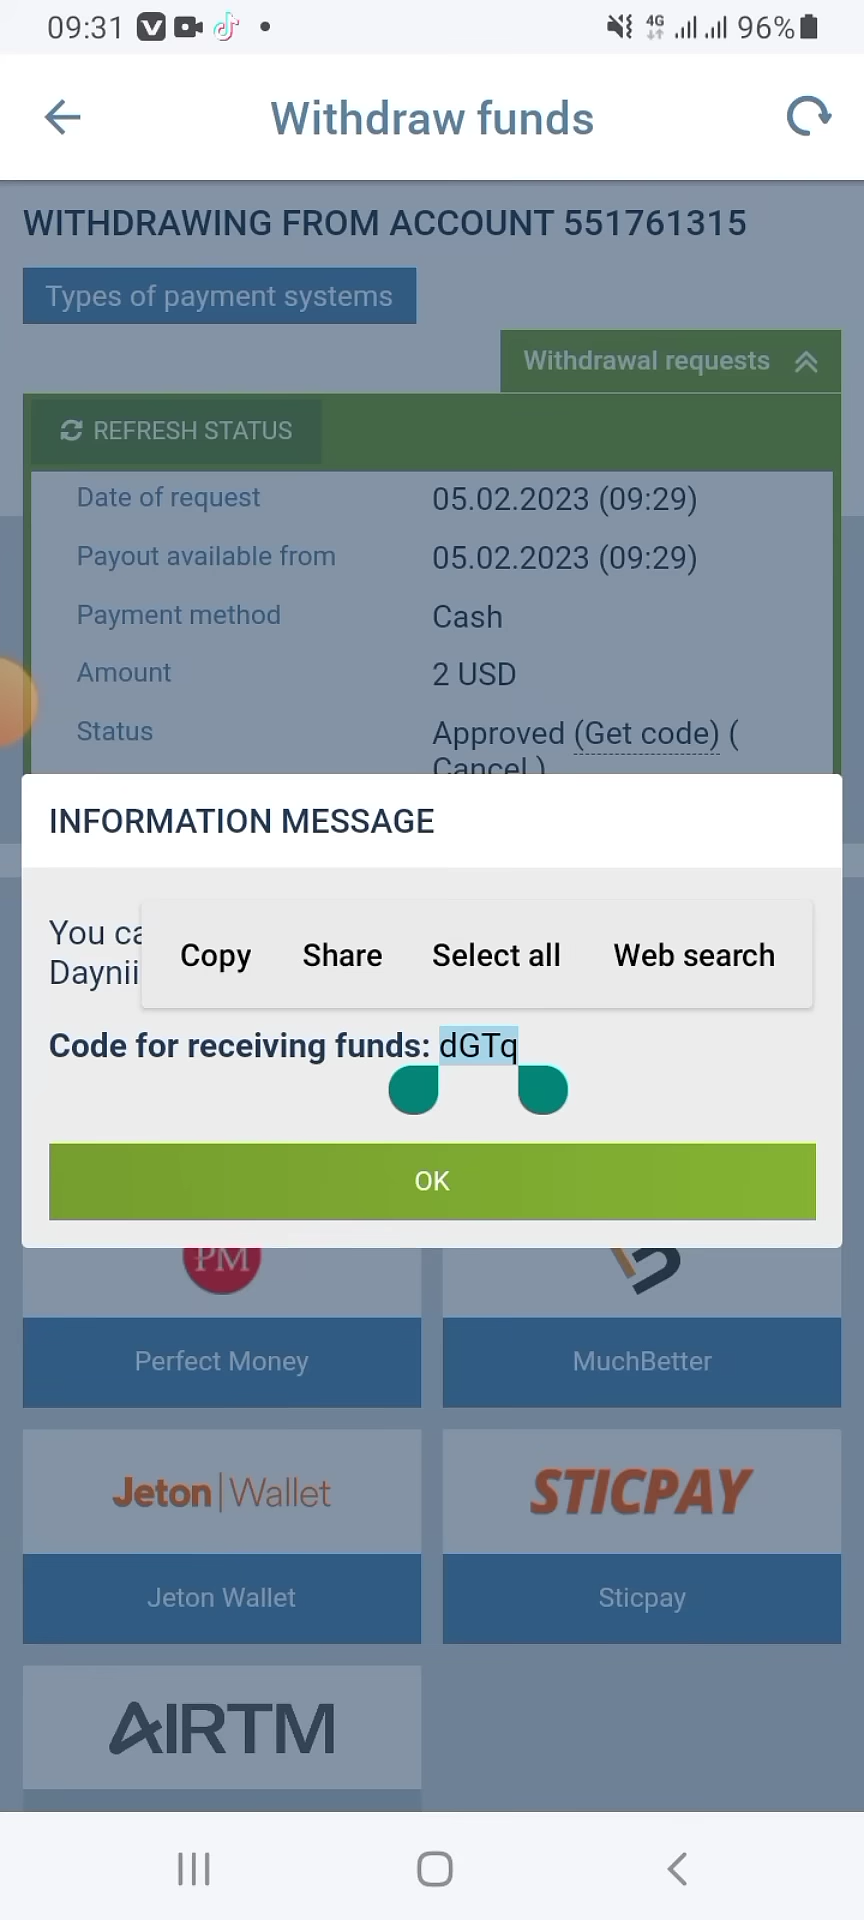 09:31
4G
96%
Withdraw funds
WITHDRAWING FROM ACCOUNT 551761315
Types of payment systems
Withdrawal requests
REFRESH STATUS
Date of request 05.02.2023 (09:29)
Payout available from 05.02.2023 (09:29)
Payment method Cash
Amount 2 USD
Status Approved (Get code) (
Cancel )
INFORMATION MESSAGE
You
Copy Share Select all Web search
Code for receiving funds: dGTq
OK
PM
Perfect Money MuchBetter
Jeton|Wallet STICPAY
Jeton Wallet Sticpay
AIRTM